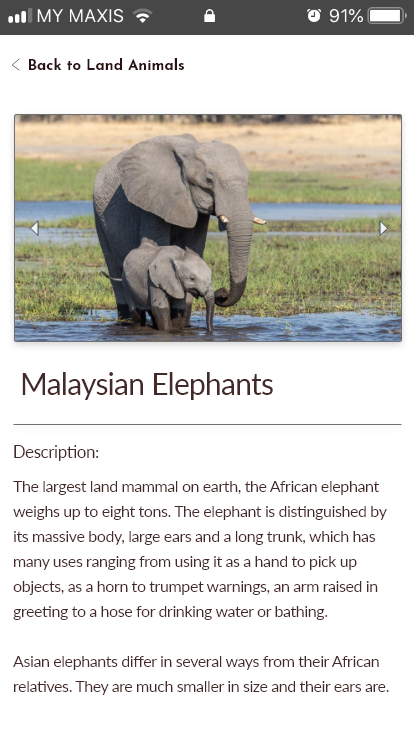 MY MAXIS 91%
Back to Land Animals
Malaysian Elephants
Description:
The largest land mammal on earth, the African elephant
weighs up to eight tons. The elephant is distinguished by
its massive body, large ears and a long trunk, which has
many uses ranging from using it as a hand to pick up
objects, as a horn to trumpet warnings, an arm raised in
greeting to a hose for drinking water or bathing.
Asian elephants differ in several ways from their African
relatives. They are much smaller in size and their ears are.